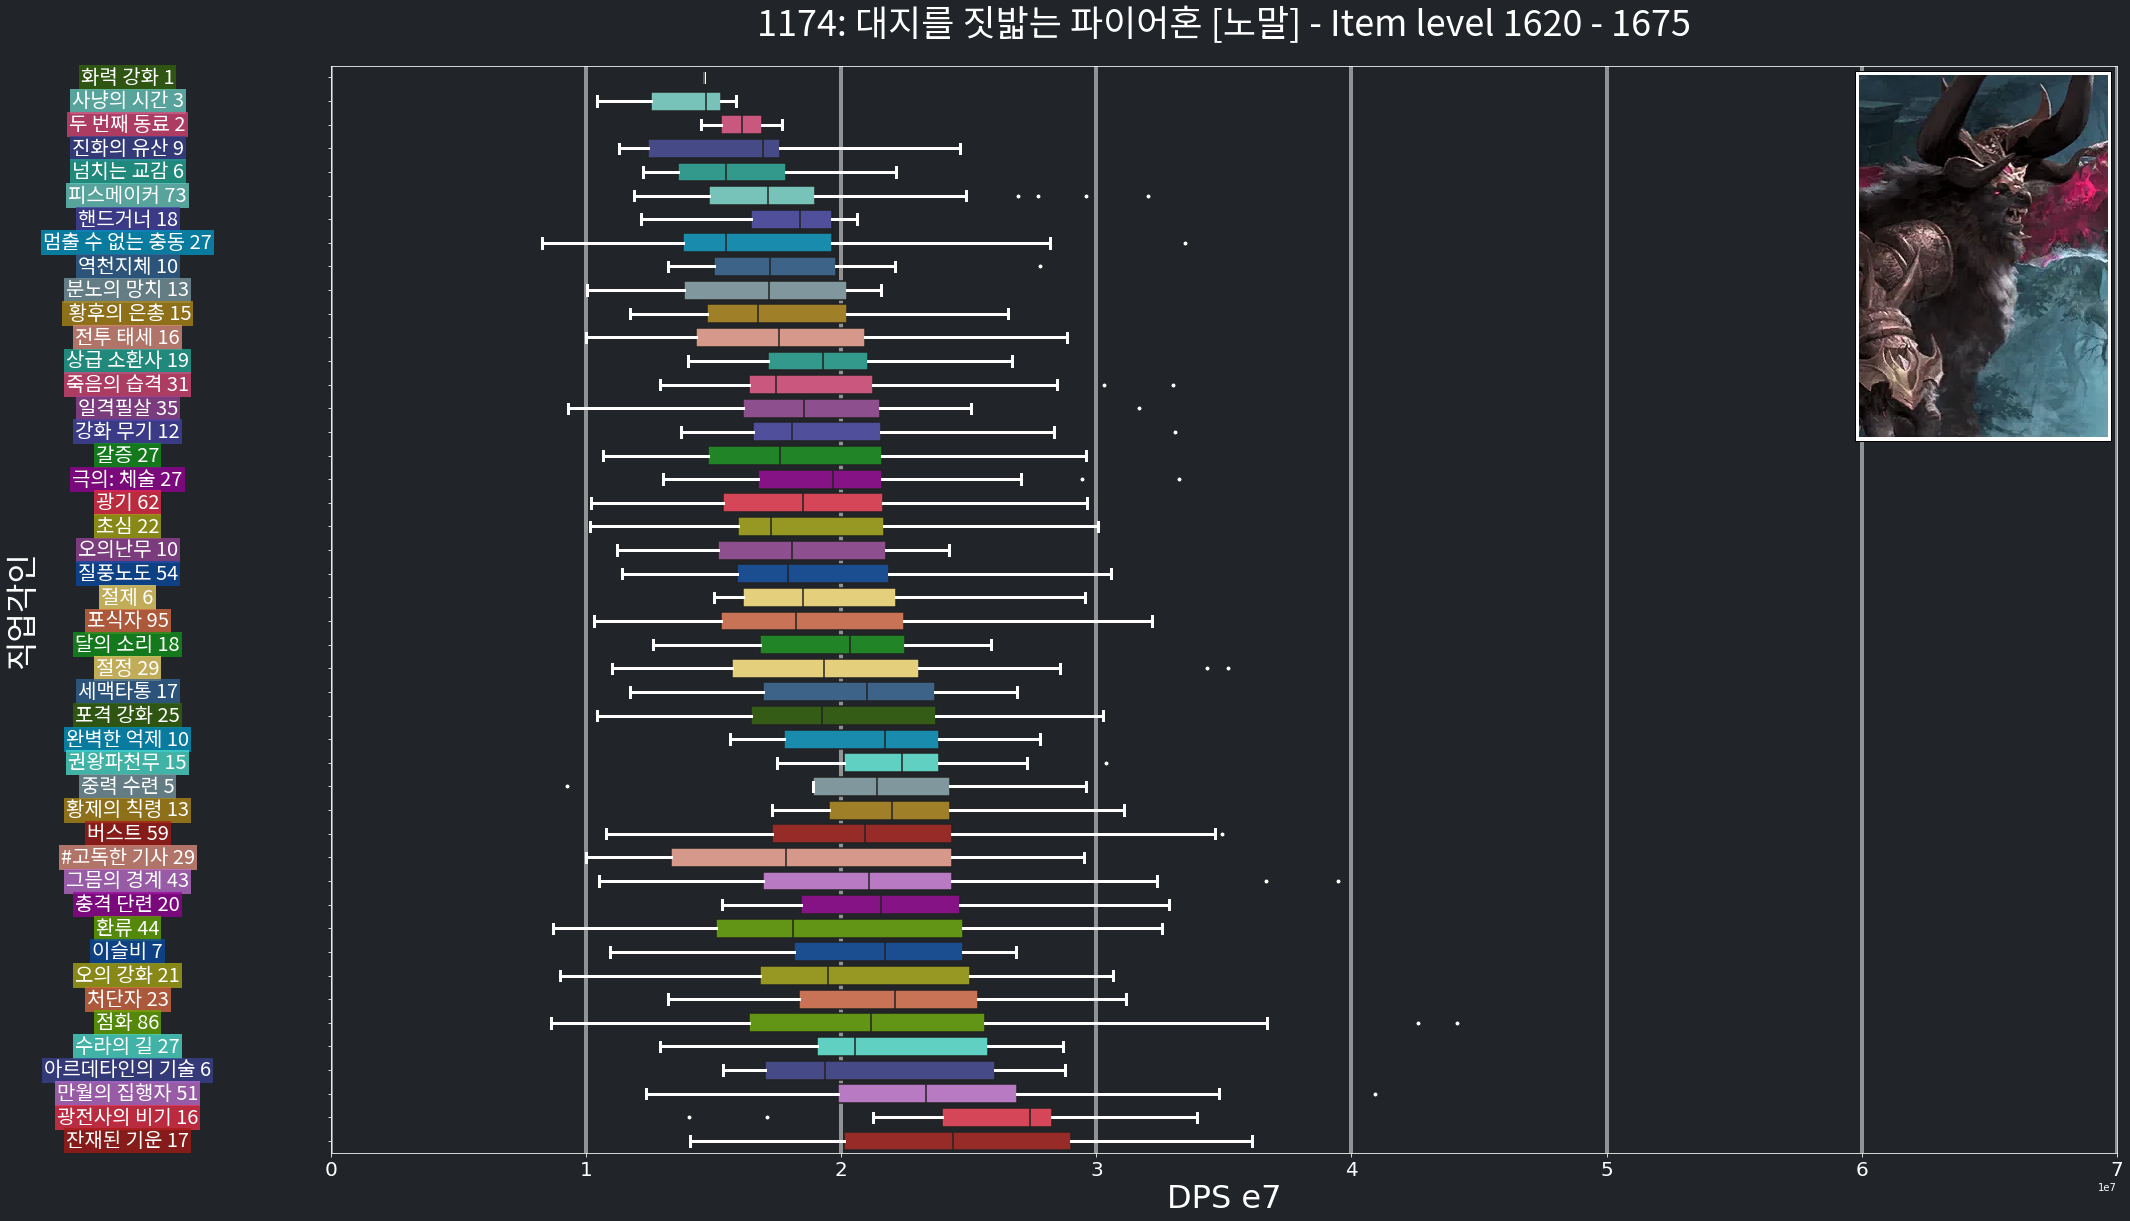 1174: 대지를 짓밟는 파이어혼 [노말] - Item level 1620 - 1675
직업각인
화력 강화 1
사냥의 시간 3
두 번째 동료 2
진화의 유산 9
넘치는 교감 6
피스메이커 73
핸드거너 18
멈출 수 없는 충동 27
역천지체 10
분노의 망치 13
황후의 은총 15
전투 태세 16
상급 소환사 19
죽음의 습격 31
일격필살 35
강화 무기 12
갈증 27
극의: 체술 27
광기 62
초심 22
오의난무 10
질풍노도 54
절제 6
포식자 95
달의 소리 18
절정 29
세맥타통 17
포격 강화 25
완벽한 억제 10
권왕파천무 15
중력 수련 5
황제의 칙령 13
버스트 59
#고독한 기사 29
그믐의 경계 43
충격 단련 20
환류 44
이슬비 7
오의 강화 21
처단자 23
점화 86
수라의 길 27
아르데타인의 기술 6
만월의 집행자 51
광전사의 비기 16
잔재된 기운 17
0 1 2 3 4 5 6 7
1e7
DPS e7